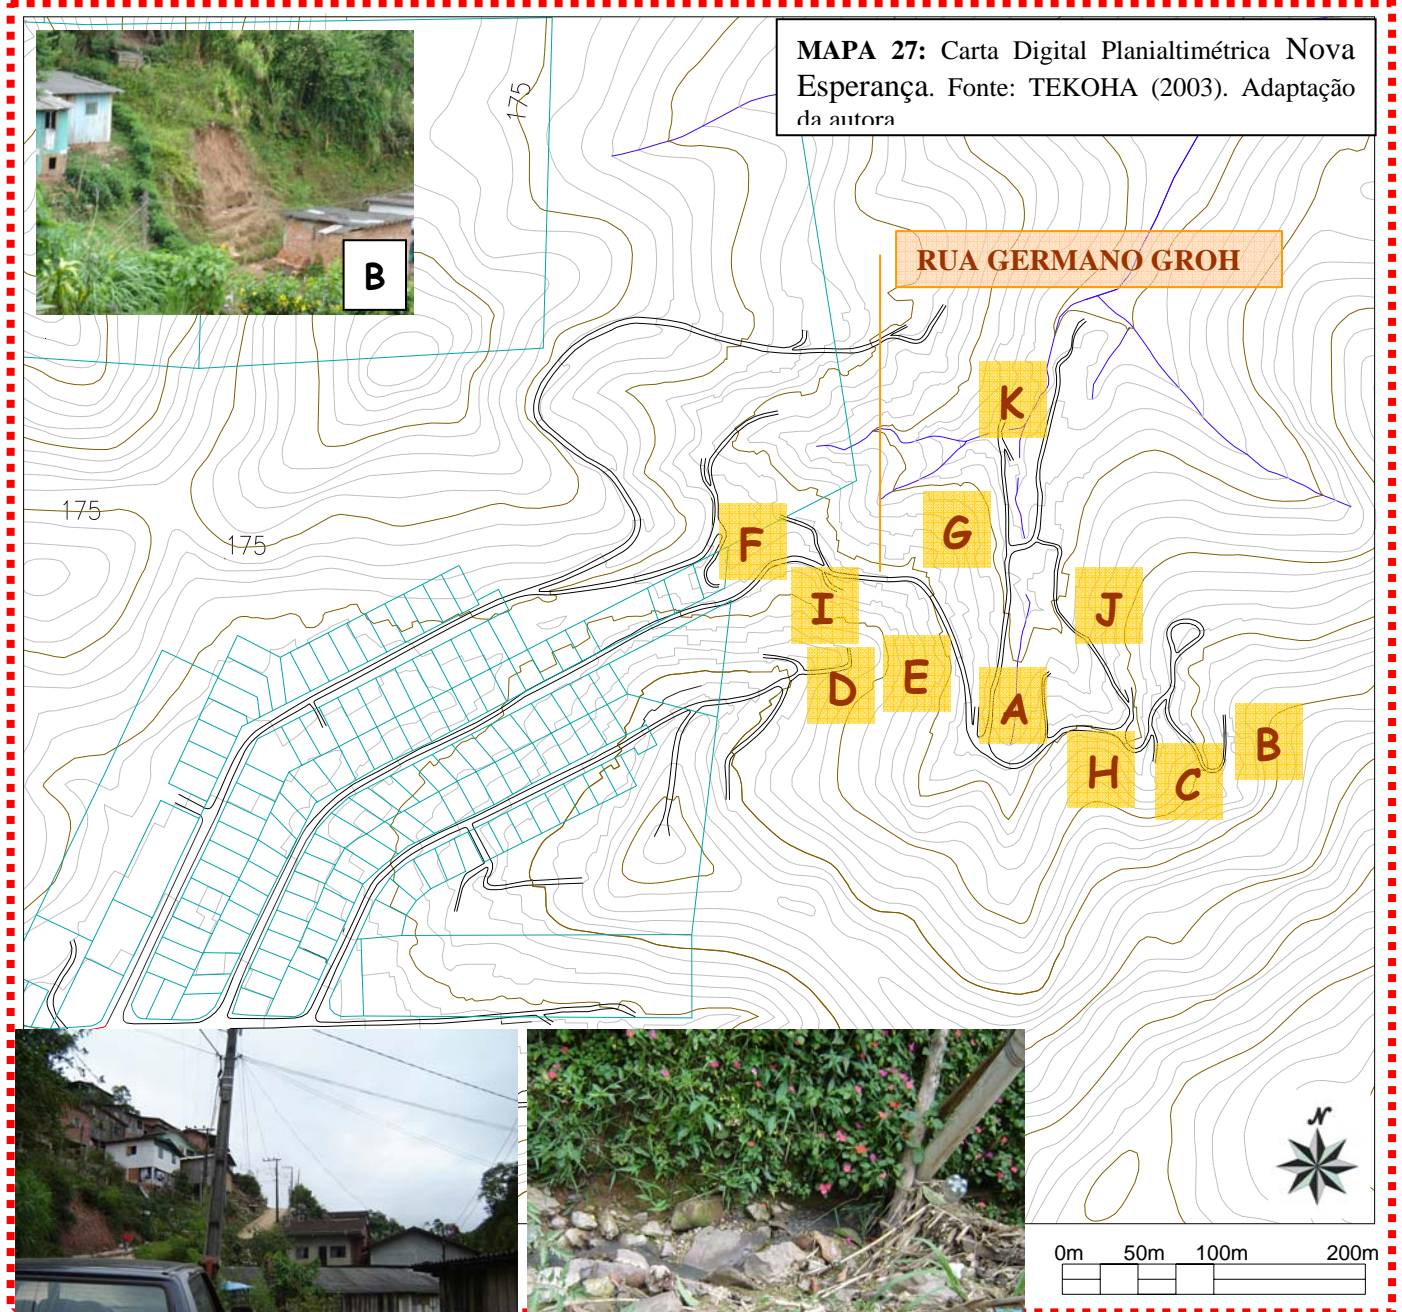 MAPA 27: Carta Digital Planialtimétrica Nova
Esperança. Fonte: TEKOHA (2003). Adaptação
da autora
175
B
RUA GERMANO GROH
K
175
175
G
F
I
J
E
D
A
B
H
C
N
0m 50m 100m 200m